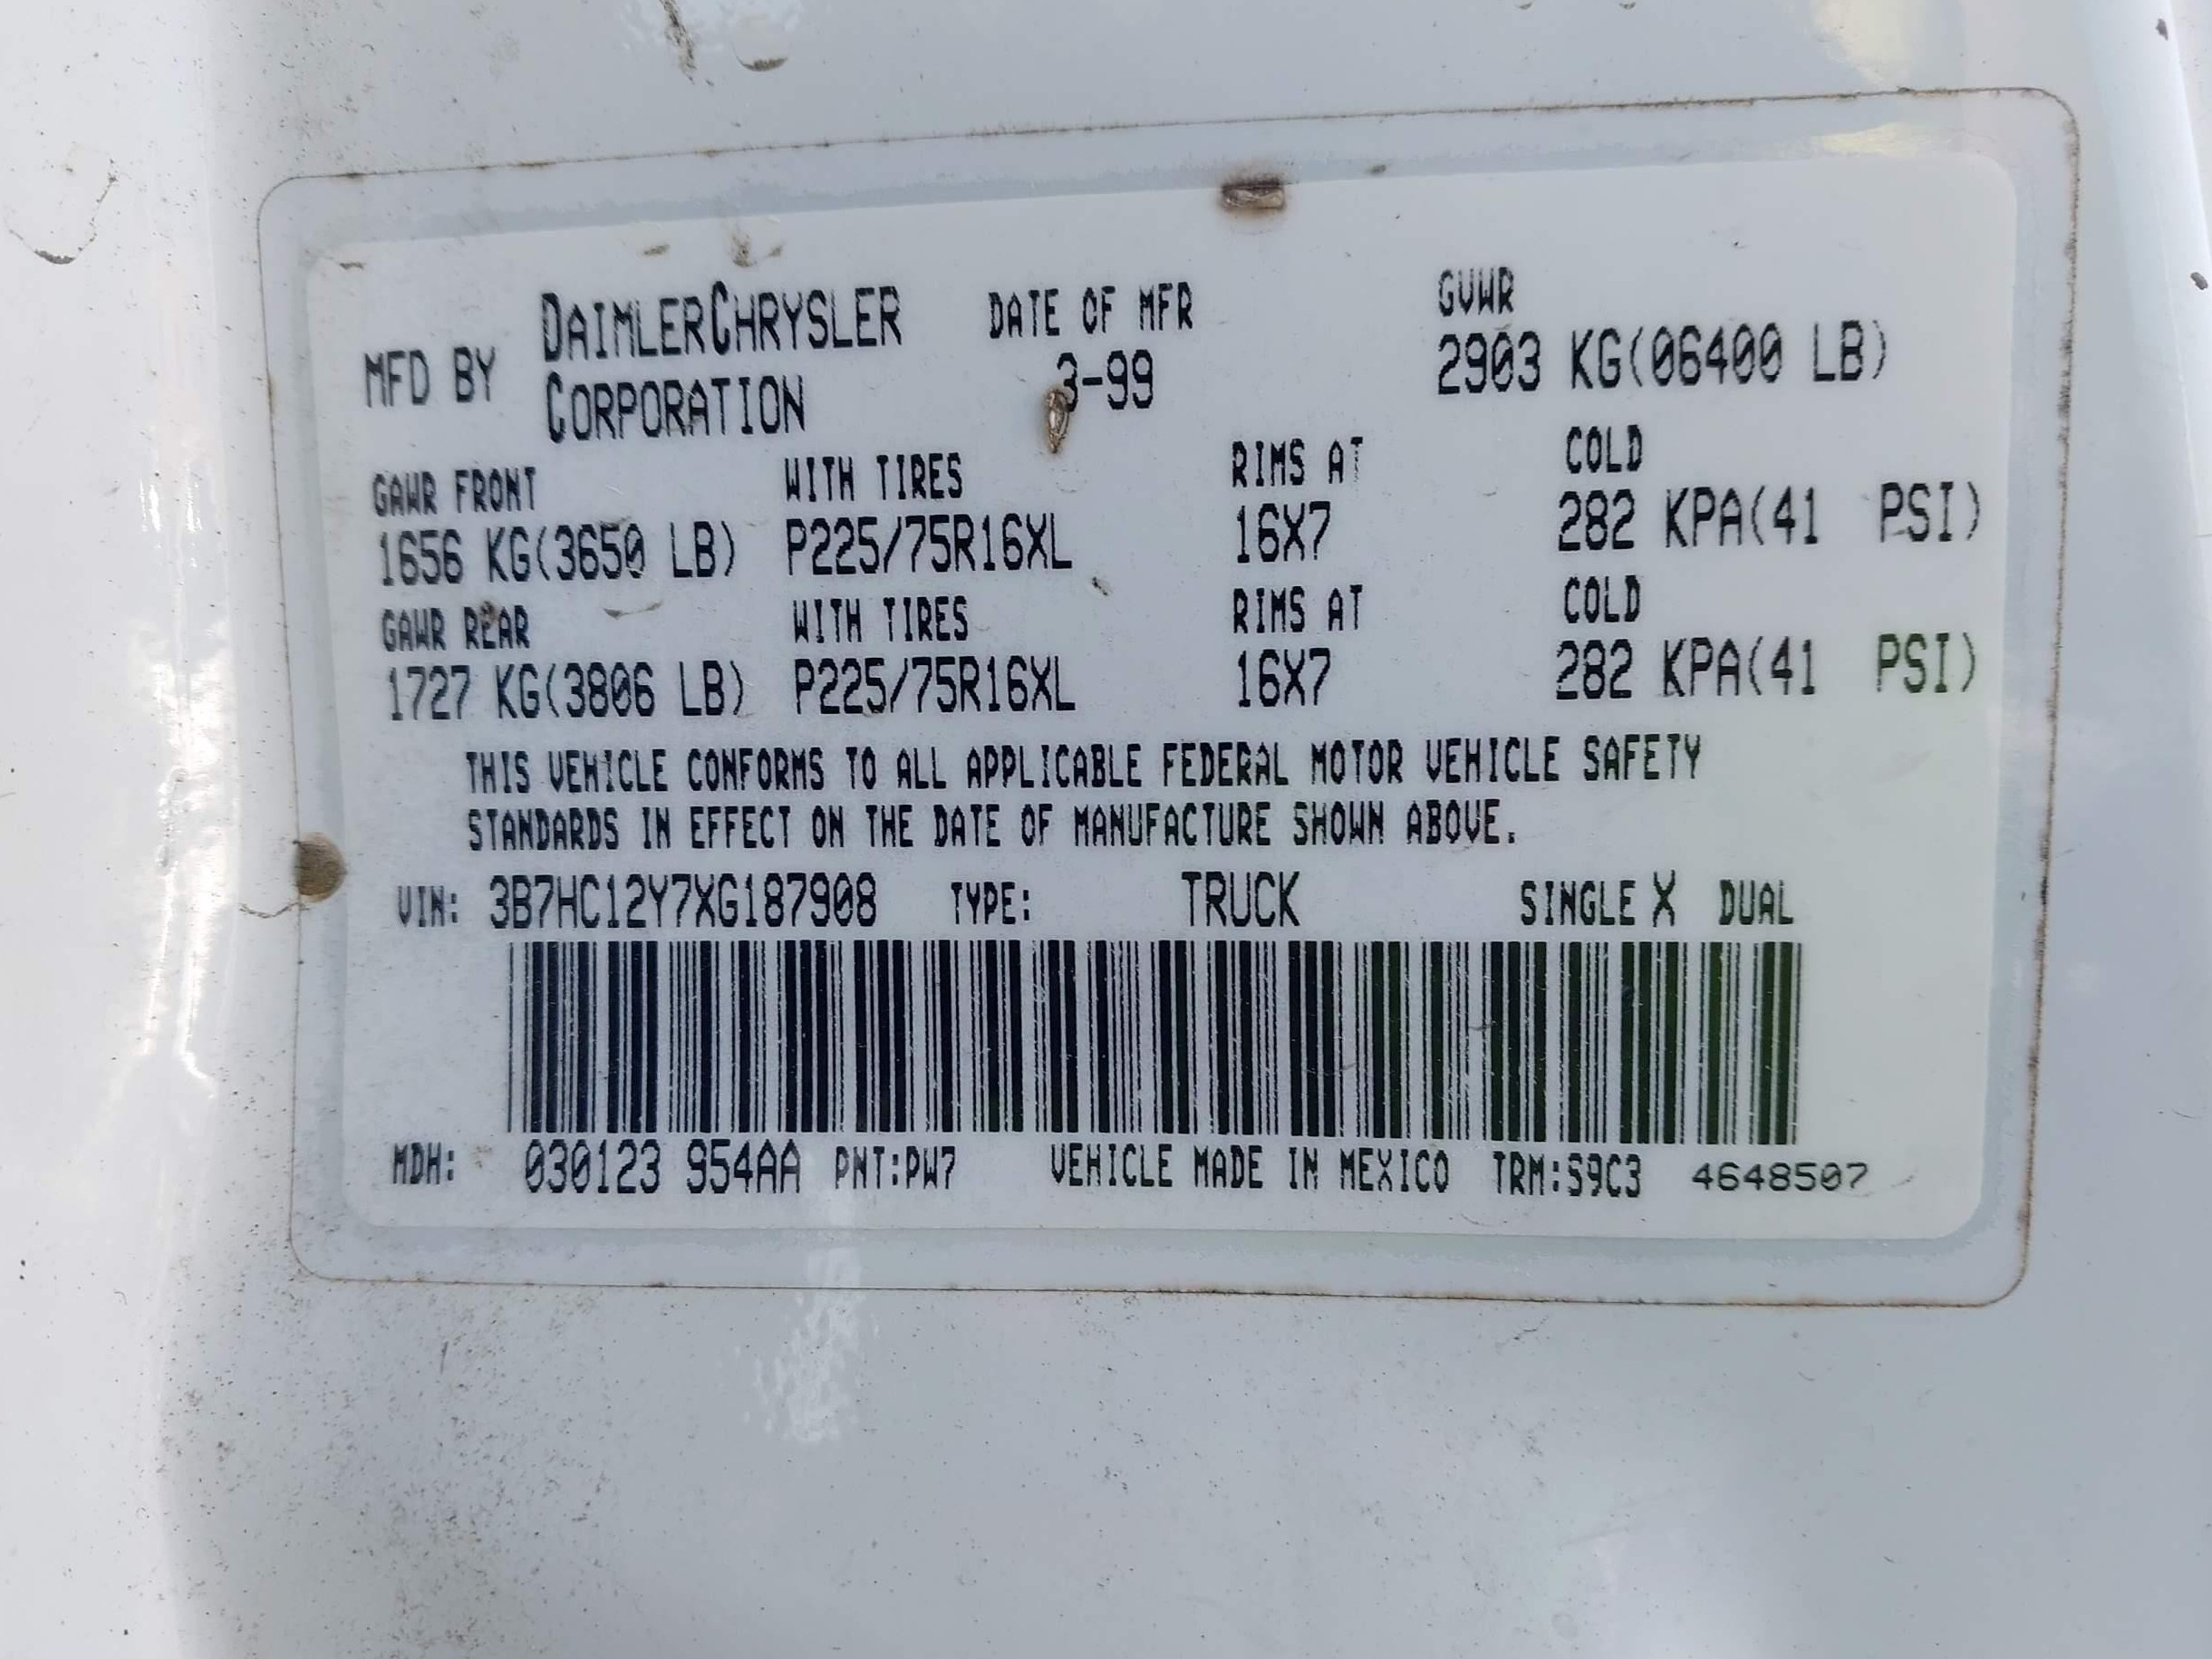 MFD BY DAIMLERCHRYSLER CORPORATION DATE OF MFR 3-99 GVWR 2903 KG(06400 LB)
GAWR FRONT WITH TIRES RIMS AT COLD
1656 KG(3650 LB) P225/75R16XL 16X7 282 KPA(41 PSI)
GAWR REAR WITH TIRES RIMS AT COLD
1727 KG(3806 LB) P225/75R16XL 16X7 282 KPA(41 PSI)
THIS VEHICLE CONFORMS TO ALL APPLICABLE FEDERAL MOTOR VEHICLE SAFETY
STANDARDS IN EFFECT ON THE DATE OF MANUFACTURE SHOWN ABOVE.
VIN: 3B7HC12Y7XG187908 TYPE: TRUCK SINGLE X DUAL
MDH: 030123 954AA PNT:PW7 VEHICLE MADE IN MEXICO TRM:S9C3 4648507